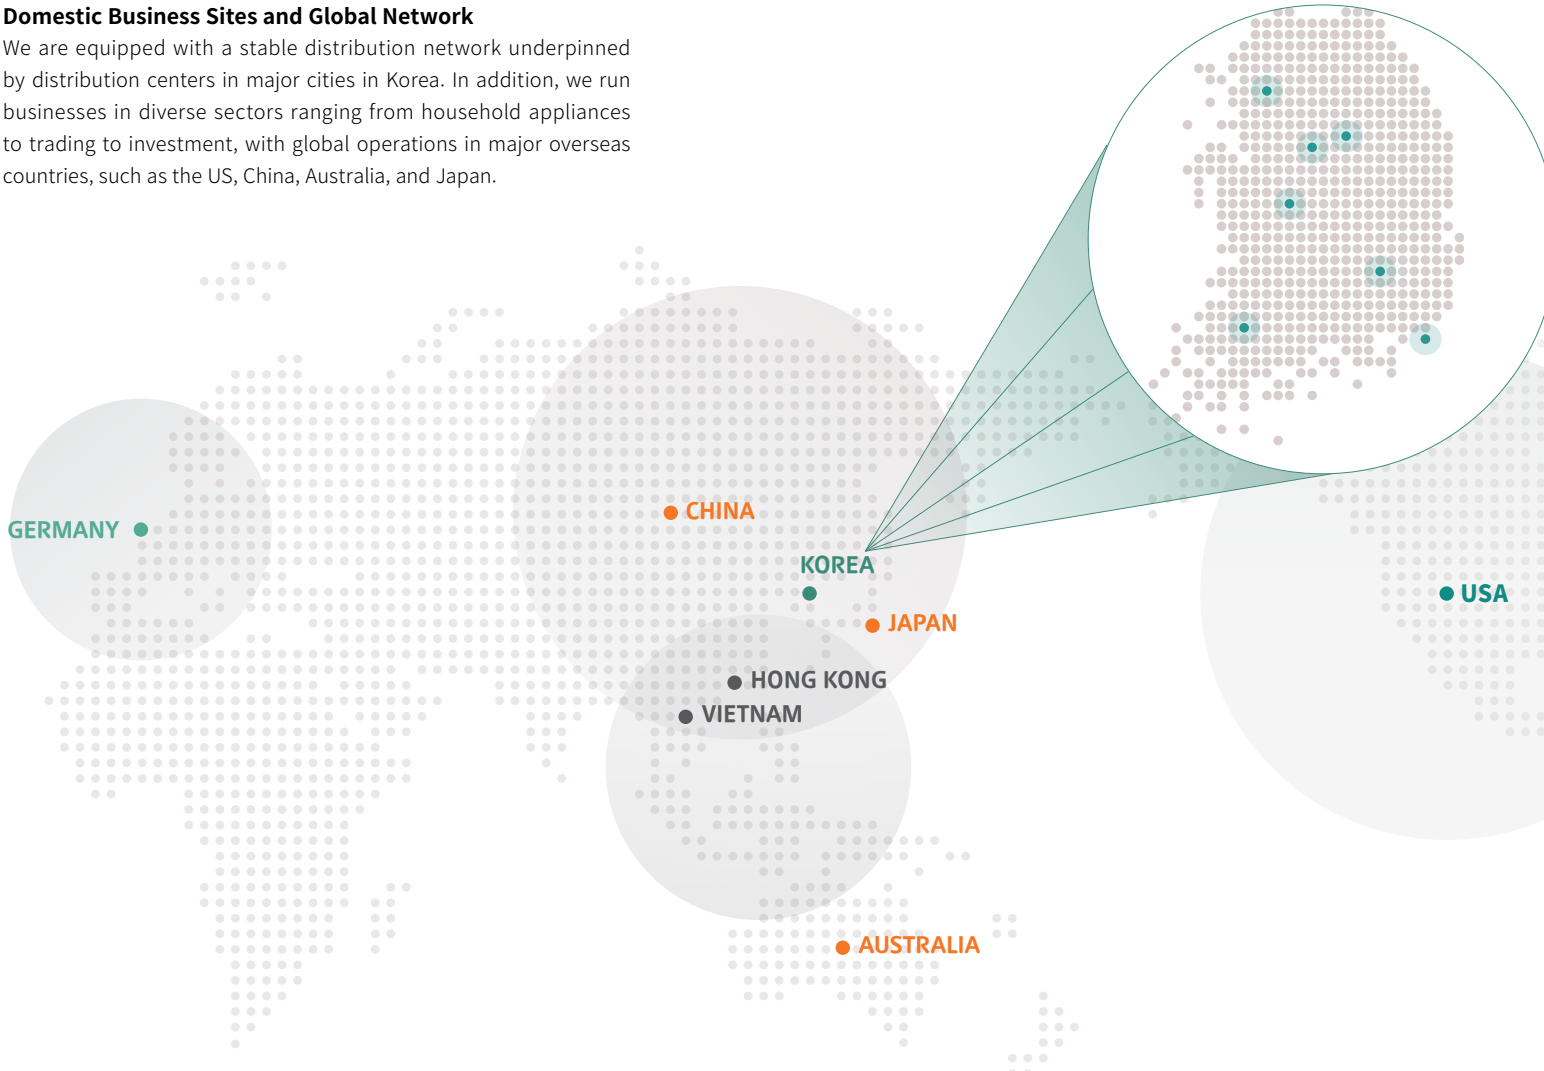 Domestic Business Sites and Global Network
We are equipped with a stable distribution network underpinned
by distribution centers in major cities in Korea. In addition, we run
businesses in diverse sectors ranging from household appliances
to trading to investment, with global operations in major overseas
countries, such as the US, China, Australia, and Japan.
GERMANY
CHINA
KOREA
USA
JAPAN
HONG KONG
VIETNAM
AUSTRALIA